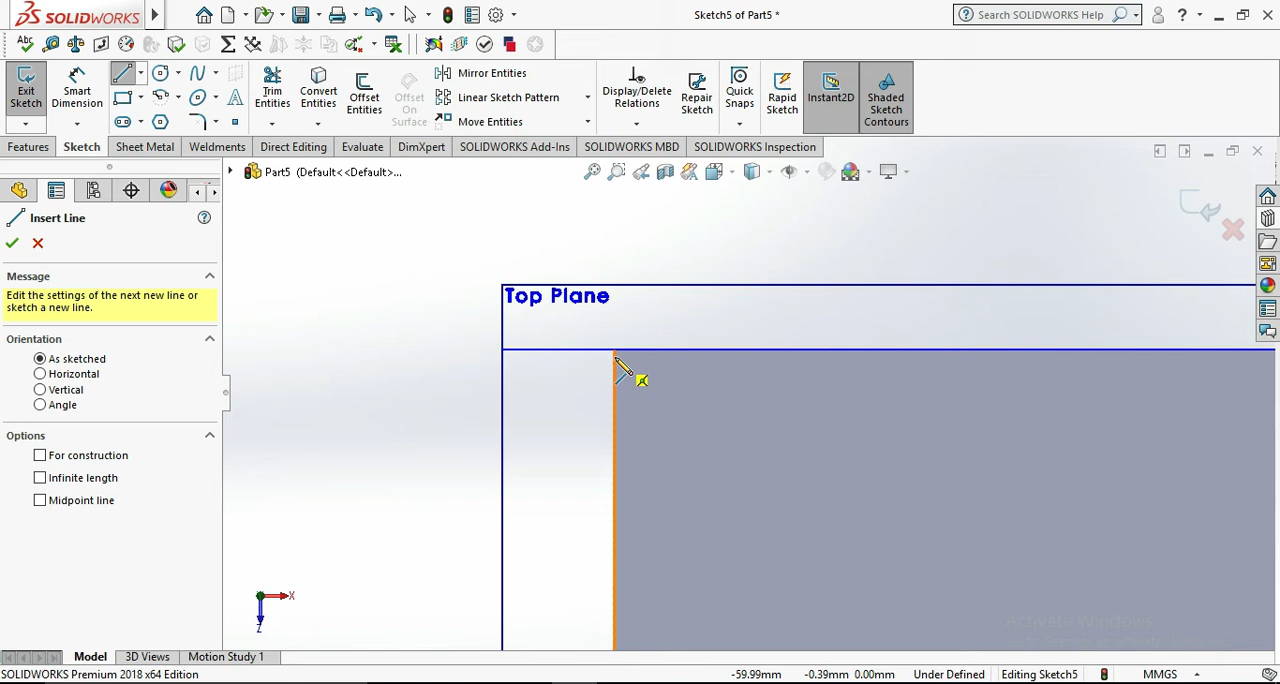 SOLIDWORKS
Sketch5 of Part5 *
Search SOLIDWORKS Help
?
Exit Sketch
Smart Dimension
Trim Entities
Convert Entities
Offset Entities
Offset On Surface
Mirror Entities
Linear Sketch Pattern
Move Entities
Display/Delete Relations
Repair Sketch
Quick Snaps
Rapid Sketch
Instant2D
Shaded Sketch Contours
Features
Sketch
Sheet Metal
Weldments
Direct Editing
Evaluate
DimXpert
SOLIDWORKS Add-Ins
SOLIDWORKS MBD
SOLIDWORKS Inspection
Part5 (Default<<Default>...
Insert Line
?
Message
Edit the settings of the next new line or
sketch a new line.
Orientation
As sketched
Horizontal
Vertical
Angle
Options
For construction
Infinite length
Midpoint line
Top Plane
X
Z
Activate Windows
Model
3D Views
Motion Study 1
SOLIDWORKS Premium 2018 x64 Edition
-59.99mm
-0.39mm 0.00mm
Under Defined
Editing Sketch5
MMGS